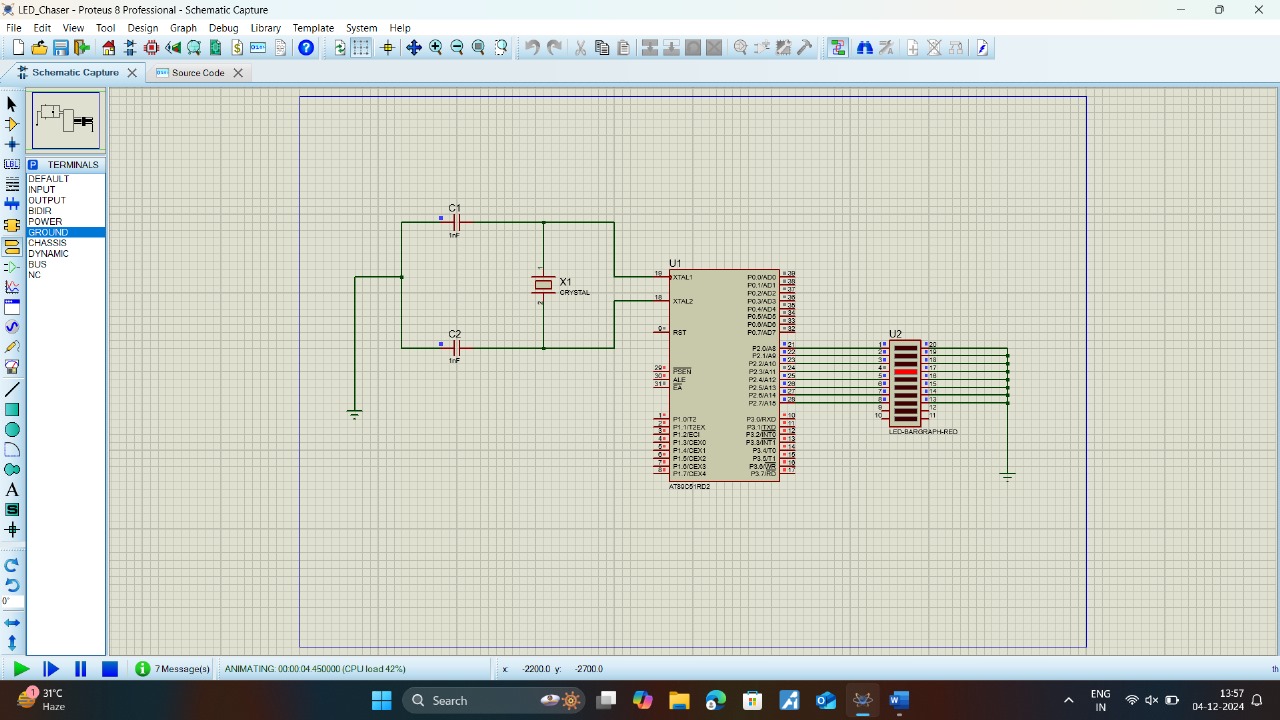 LED_Chaser - Proteus 8 Professional - Schematic Capture
File Edit View Tool Design Graph Debug Library Template System Help
Schematic Capture
Source Code
P TERMINALS
DEFAULT
INPUT
OUTPUT
BIDIR
POWER
GROUND
CHASSIS
DYNAMIC
BUS
NC
LBL
A
S
0°
C1
1nF
C2
1nF
X1
CRYSTAL
1
2
U1
19 XTAL1
18 XTAL2
9 RST
29 PSEN
30 ALE
31 EA
1 P1.0/T2
2 P1.1/T2EX
3 P1.2/ECI
4 P1.3/CEX0
5 P1.4/CEX1
6 P1.5/CEX2
7 P1.6/CEX3
8 P1.7/CEX4
P0.0/AD0 39
P0.1/AD1 38
P0.2/AD2 37
P0.3/AD3 36
P0.4/AD4 35
P0.5/AD5 34
P0.6/AD6 33
P0.7/AD7 32
P2.0/A8 21
P2.1/A9 22
P2.2/A10 23
P2.3/A11 24
P2.4/A12 25
P2.5/A13 26
P2.6/A14 27
P2.7/A15 28
P3.0/RXD 10
P3.1/TXD 11
P3.2/INT0 12
P3.3/INT1 13
P3.4/T0 14
P3.5/T1 15
P3.6/WR 16
P3.7/RD 17
AT89C51RD2
U2
1 20
2 19
3 18
4 17
5 16
6 15
7 14
8 13
9 12
10 11
LED-BARGRAPH-RED
7 Message(s)
ANIMATING: 00:00:04.450000 (CPU load 42%)
x: -2200.0 y: -2700.0
th
1
31°C
Haze
Search
ENG
IN
13:57
04-12-2024